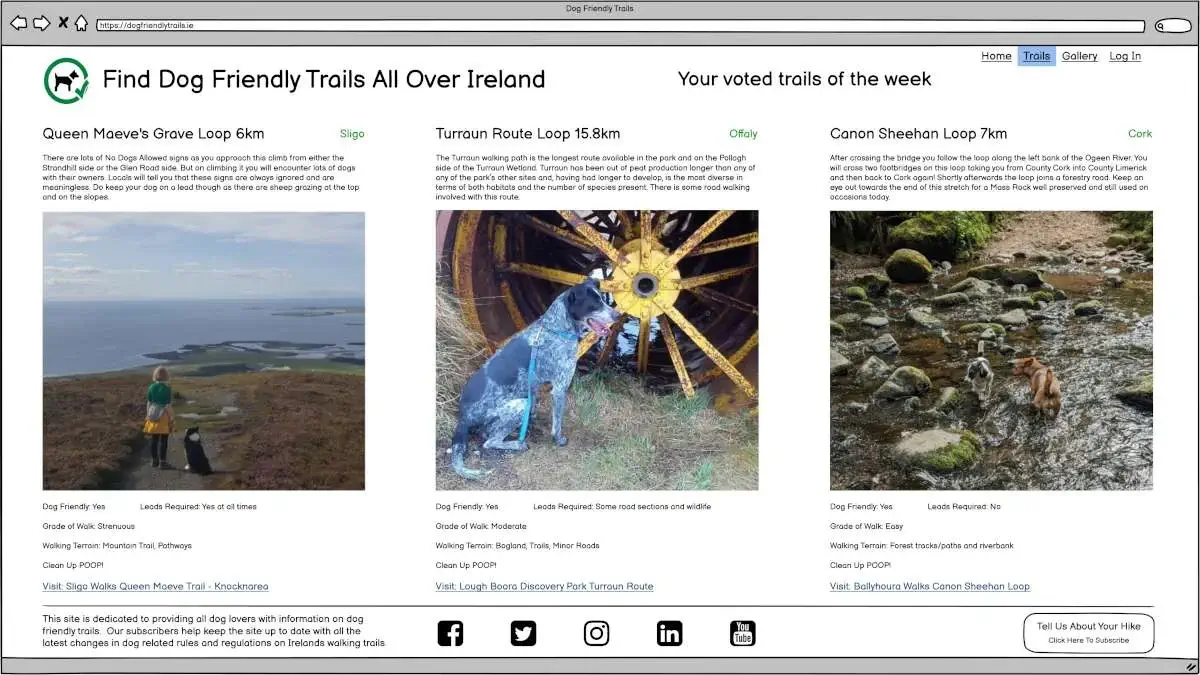 Dog Friendly Trails
https://dogfriendlytrails.ie
Home Trails Gallery Log In
Find Dog Friendly Trails All Over Ireland
Your voted trails of the week
Queen Maeve's Grave Loop 6km Sligo
There are lots of No Dogs Allowed signs as you approach this climb from either the
Strandhill side or the Glen Road side. But on climbing it you will encounter lots of dogs
with their owners. Locals will tell you that these signs are always ignored and are
meaningless. Do keep your dog on a lead though as there are sheep grazing at the top
and on the slopes.
Dog Friendly: Yes Leads Required: Yes at all times
Grade of Walk: Strenuous
Walking Terrain: Mountain Trail, Pathways
Clean Up POOP!
Visit: Sligo Walks Queen Maeve Trail - Knocknarea
Turraun Route Loop 15.8km Offaly
The Turraun walking path is the longest route available in the park and on the Pollagh
side of the Turraun Wetland. Turraun has been out of peat production longer than any of
any of the park's other sites and, having had longer to develop, is the most diverse in
terms of both habitats and the number of species present. There is some road walking
involved with this route.
Dog Friendly: Yes Leads Required: Some road sections and wildlife
Grade of Walk: Moderate
Walking Terrain: Bogland, Trails, Minor Roads
Clean Up POOP!
Visit: Lough Boora Discovery Park Turraun Route
Canon Sheehan Loop 7km Cork
After crossing the bridge you follow the loop along the left bank of the Ogeen River. You
will cross two footbridges on this loop taking you from County Cork into County Limerick
and then back to Cork again! Shortly afterwards the loop joins a forestry road. Keep an
eye out towards the end of this stretch for a Mass Rock well preserved and still used on
occasions today.
Dog Friendly: Yes Leads Required: No
Grade of Walk: Easy
Walking Terrain: Forest tracks/paths and riverbank
Clean Up POOP!
Visit: Ballyhoura Walks Canon Sheehan Loop
This site is dedicated to providing all dog lovers with information on dog
friendly trails. Our subscribers help keep the site up to date with all the
latest changes in dog related rules and regulations on Irelands walking trails.
You
Tube
Tell Us About Your Hike
Click Here To Subscribe